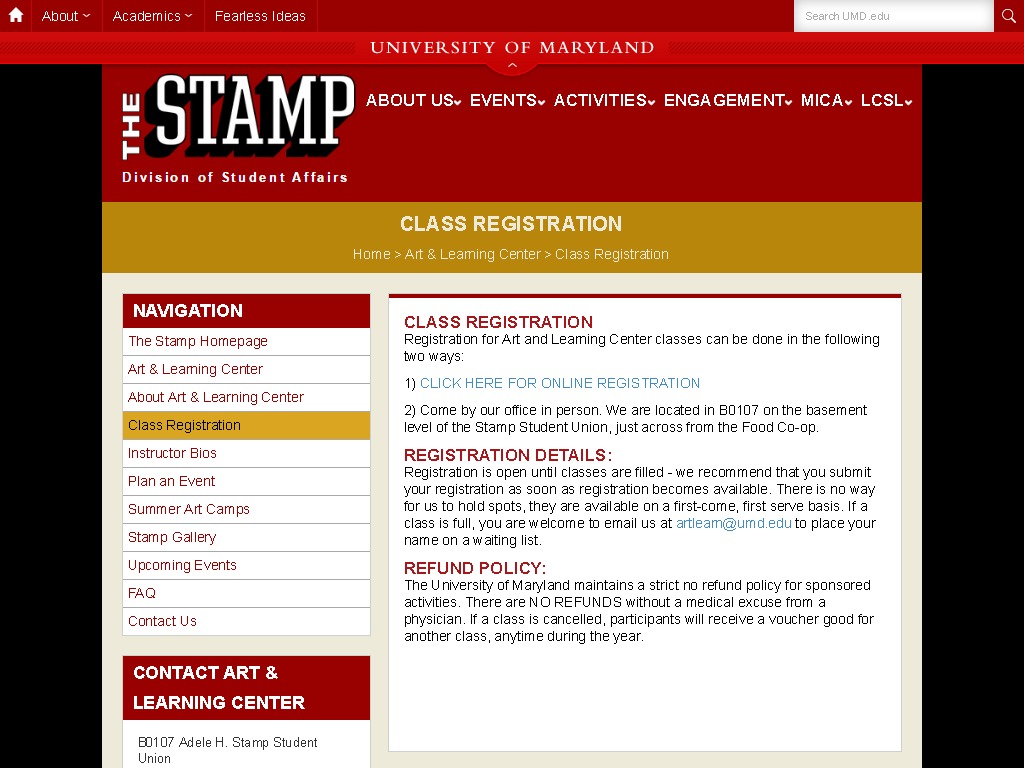 About
Academics
Fearless Ideas
Search UMD.edu
UNIVERSITY OF MARYLAND
THE STAMP
Division of Student Affairs
ABOUT US EVENTS ACTIVITIES ENGAGEMENT MICA LCSL
CLASS REGISTRATION
Home > Art & Learning Center > Class Registration
NAVIGATION
The Stamp Homepage
Art & Learning Center
About Art & Learning Center
Class Registration
Instructor Bios
Plan an Event
Summer Art Camps
Stamp Gallery
Upcoming Events
FAQ
Contact Us
CONTACT ART &
LEARNING CENTER
B0107 Adele H. Stamp Student
Union
CLASS REGISTRATION
Registration for Art and Learning Center classes can be done in the following
two ways:
1) CLICK HERE FOR ONLINE REGISTRATION
2) Come by our office in person. We are located in B0107 on the basement
level of the Stamp Student Union, just across from the Food Co-op.
REGISTRATION DETAILS:
Registration is open until classes are filled - we recommend that you submit
your registration as soon as registration becomes available. There is no way
for us to hold spots, they are available on a first-come, first serve basis. If a
class is full, you are welcome to email us at artlearn@umd.edu to place your
name on a waiting list.
REFUND POLICY:
The University of Maryland maintains a strict no refund policy for sponsored
activities. There are NO REFUNDS without a medical excuse from a
physician. If a class is cancelled, participants will receive a voucher good for
another class, anytime during the year.